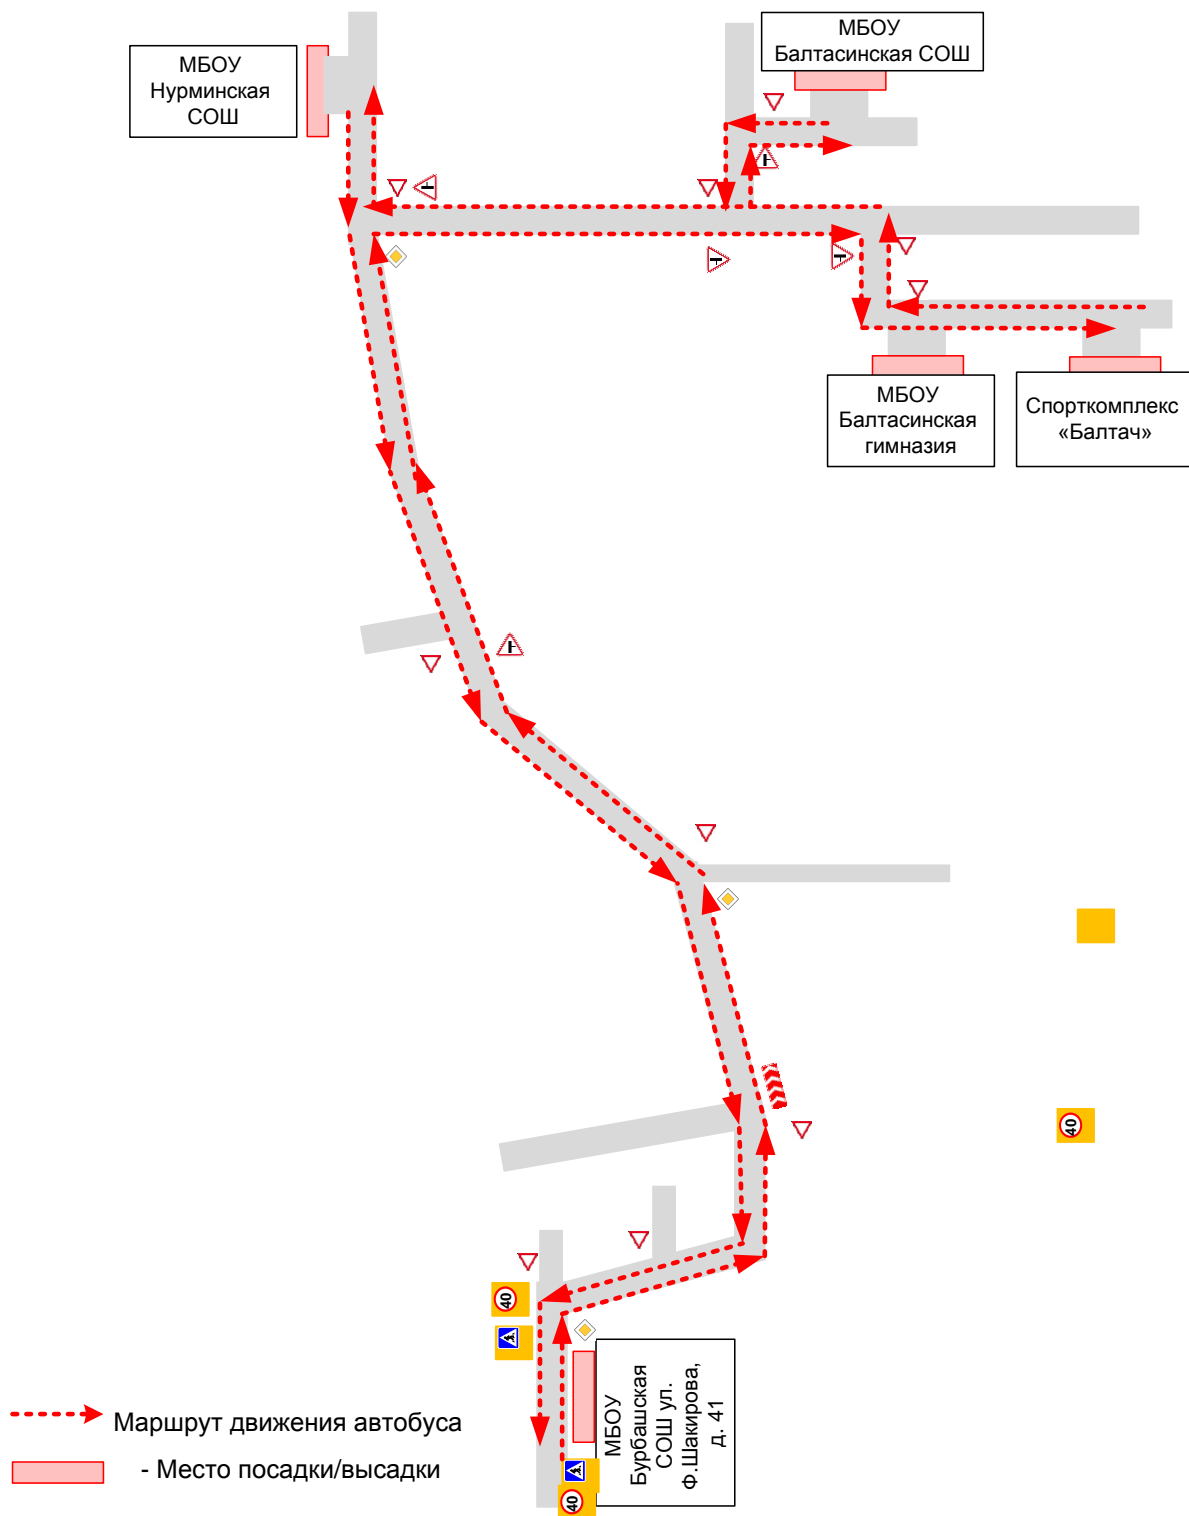 МБОУ
Нурминская
СОШ
МБОУ
Балтасинская СОШ
МБОУ
Балтасинская
гимназия
Спорткомплекс
«Балтач»
40
40
МБОУ
Бурбашская
СОШ ул.
Ф.Шакирова,
д. 41
40
Маршрут движения автобуса
- Место посадки/высадки